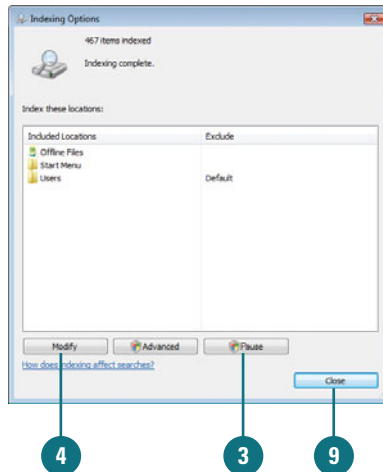 Indexing Options
467 items indexed
Indexing complete.
Index these locations:
Included Locations Exclude
Offline Files
Start Menu
Users Default
Modify Advanced Pause
How does indexing affect searches?
Close
4 3 9